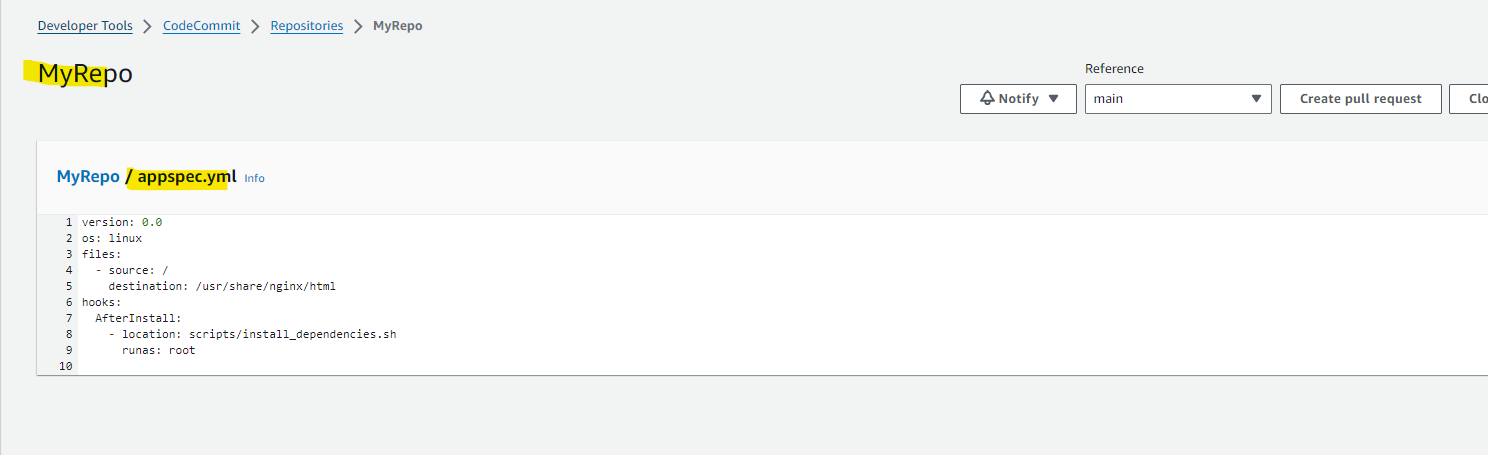 Developer Tools > CodeCommit > Repositories > MyRepo
MyRepo
Reference
Notify ▼
main ▼
Create pull request
Clo
MyRepo / appspec.yml Info
1 version: 0.0
2 os: linux
3 files:
4   - source: /
5     destination: /usr/share/nginx/html
6 hooks:
7   AfterInstall:
8     - location: scripts/install_dependencies.sh
9       runas: root
10